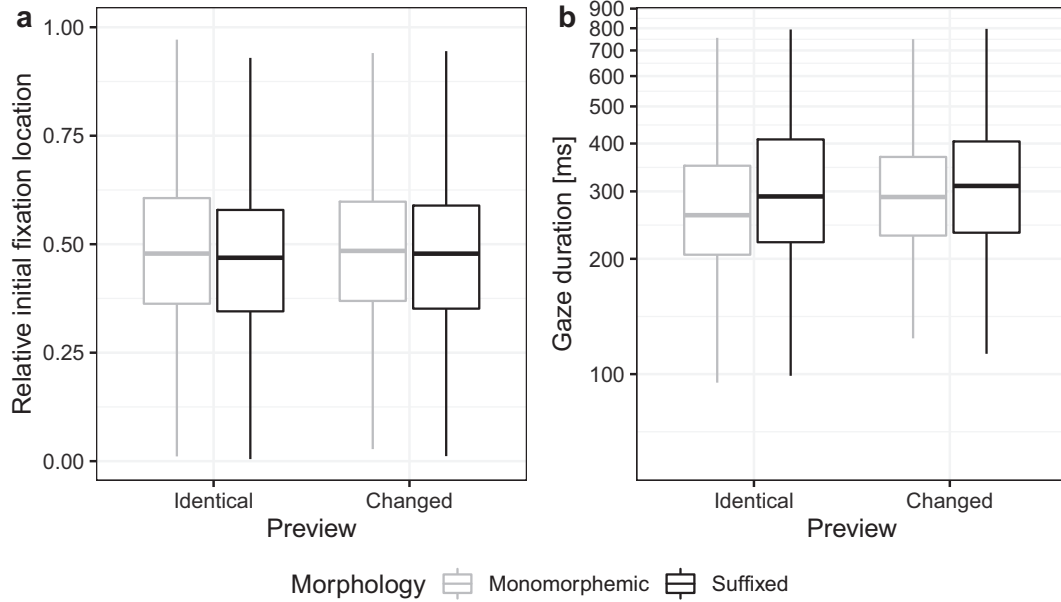 a
Relative initial fixation location
1.00
0.75
0.50
0.25
0.00
Identical Changed
Preview
b
Gaze duration [ms]
900
800
700
600
500
400
300
200
100
Identical Changed
Preview
Morphology Monomorphemic Suffixed